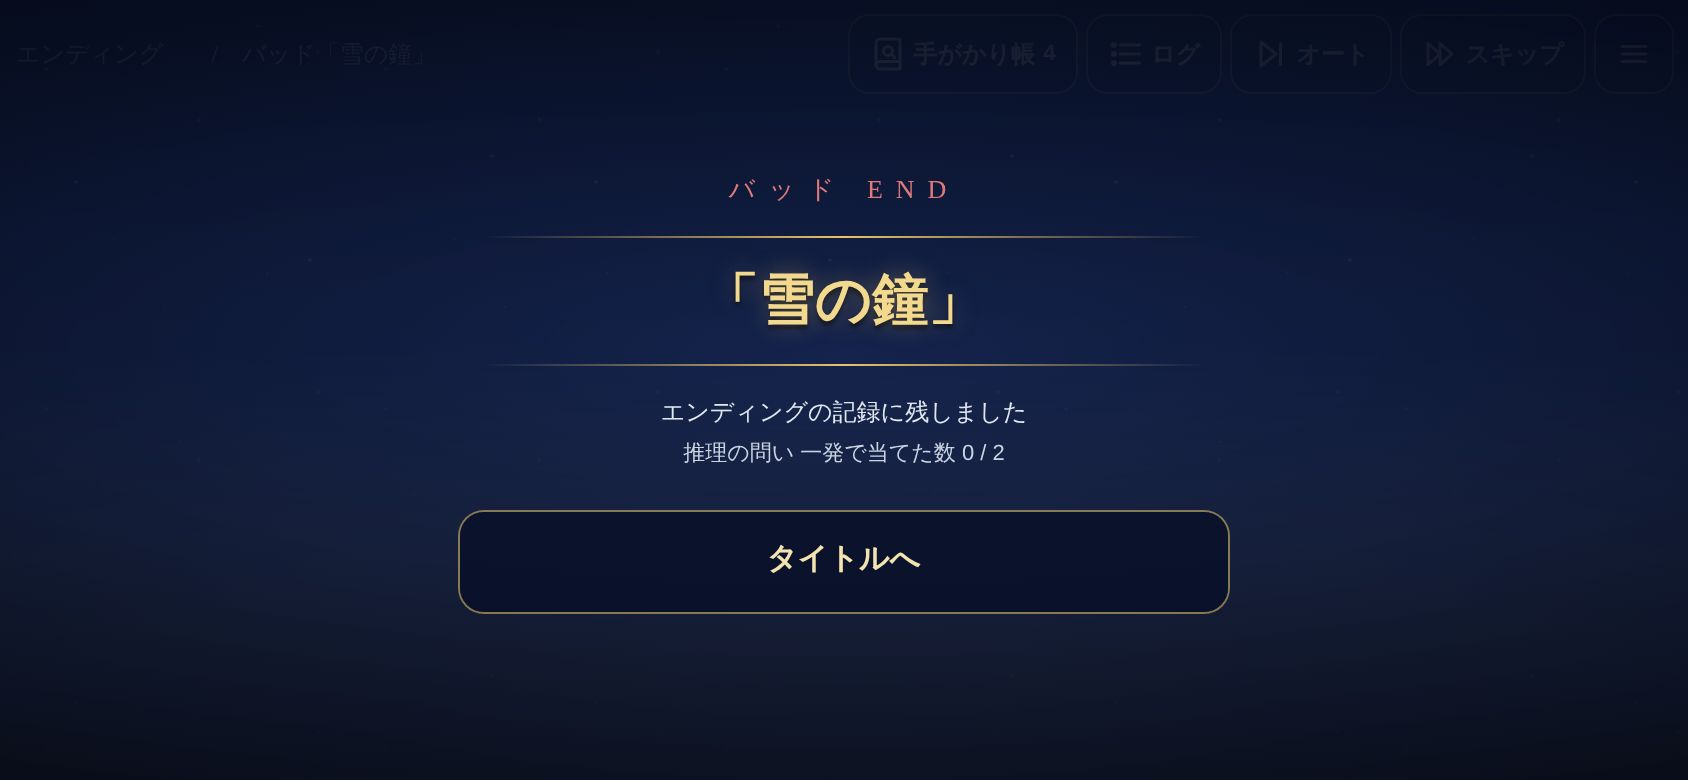 エンディング / バッド「雪の鐘」 手がかり帳 4 ログ オート スキップ
バッド END
「雪の鐘」
エンディングの記録に残しました
推理の問い 一発で当てた数 0 / 2
タイトルへ